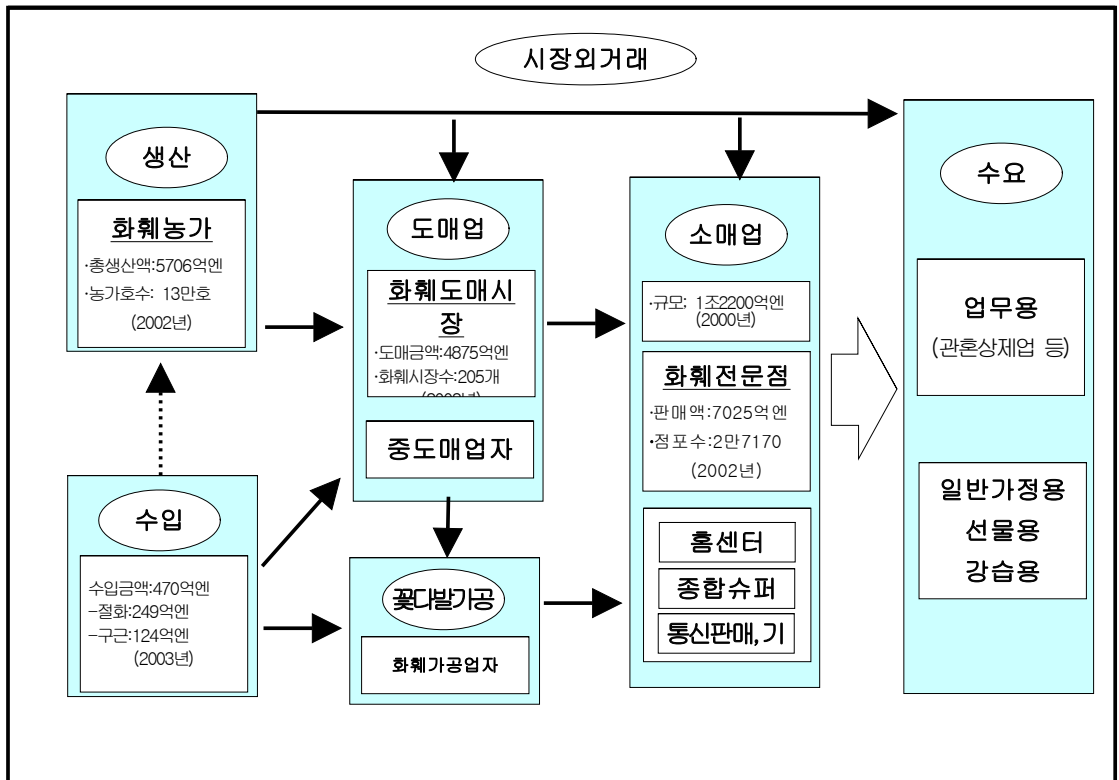 시장외거래
생산
화훼농가
·총생산액:5706억엔
·농가호수: 13만호
(2002년)
수입
수입금액:470억엔
-절화:249억엔
-구근:124억엔
(2003년)
도매업
화훼도매시
장
·도매금액:4875억엔
·화훼시장수:205개
중도매업자
꽃다발가공
화훼가공업자
소매업
·규모: 1조2200억엔
(2000년)
화훼전문점
·판매액:7025억엔
·점포수:2만7170
(2002년)
홈센터
종합슈퍼
통신판매,기
수요
업무용
(관혼상제업 등)
일반가정용
선물용
강습용